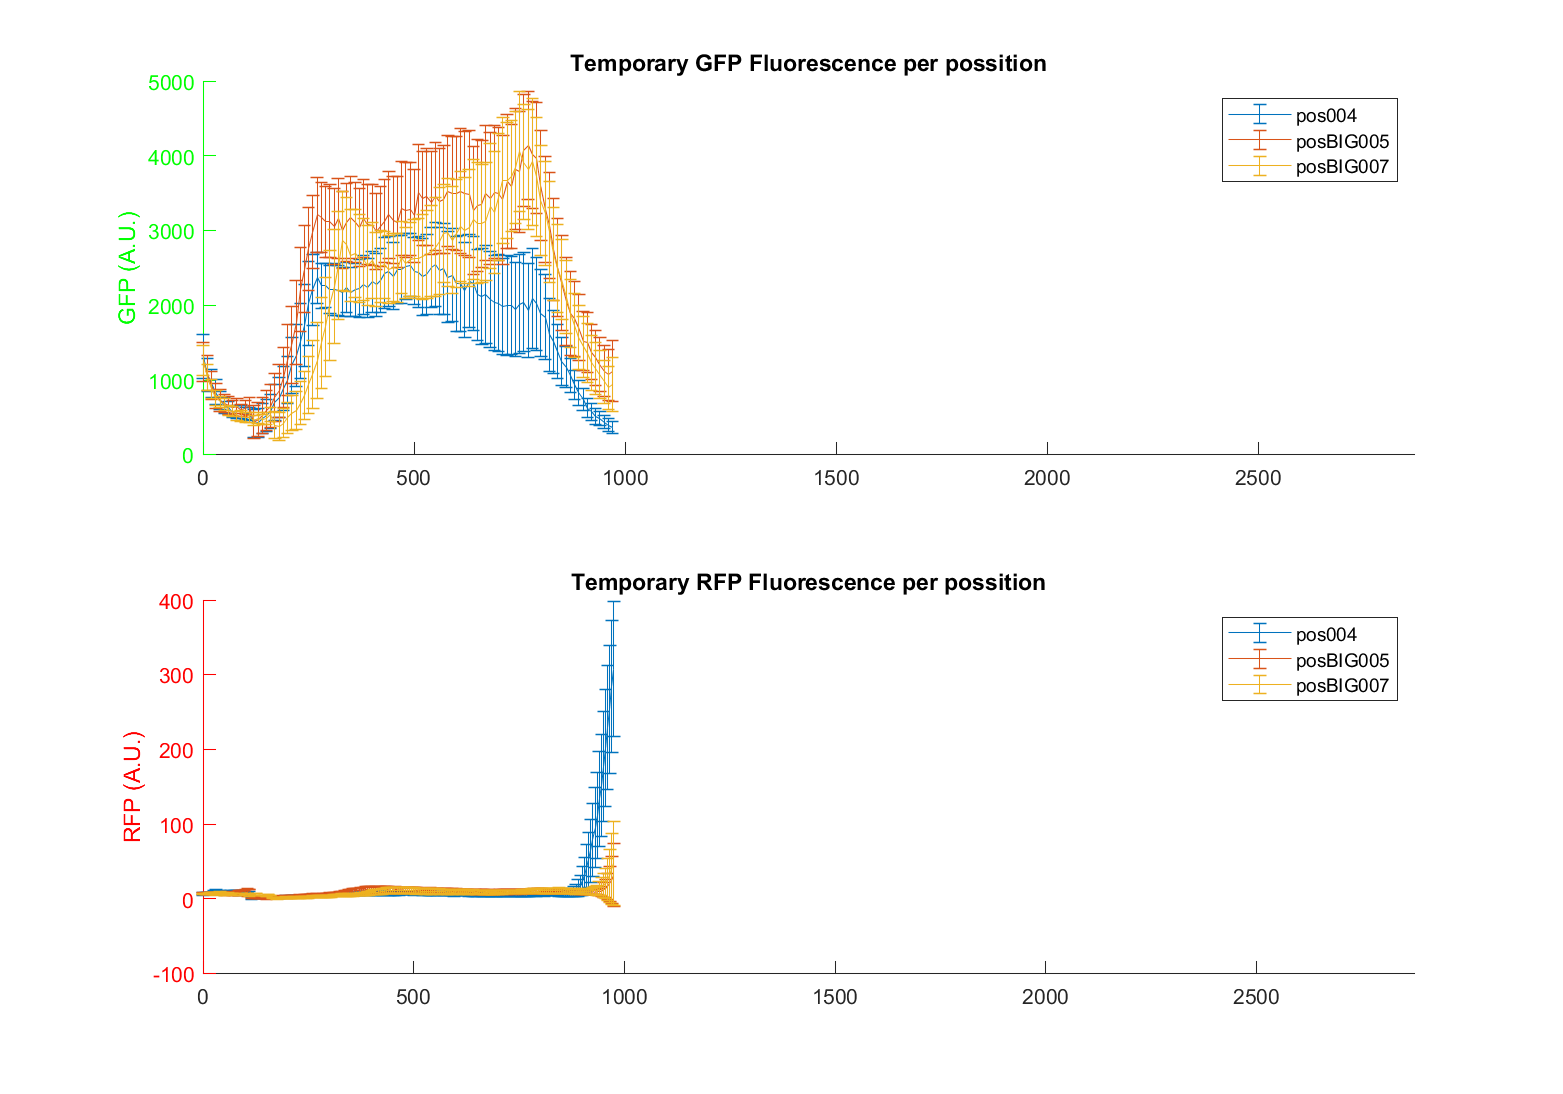 Temporary GFP Fluorescence per possition
5000
4000
3000
2000
1000
0
GFP (A.U.)
0 500 1000 1500 2000 2500
pos004
posBIG005
posBIG007
Temporary RFP Fluorescence per possition
400
300
200
100
0
-100
RFP (A.U.)
0 500 1000 1500 2000 2500
pos004
posBIG005
posBIG007